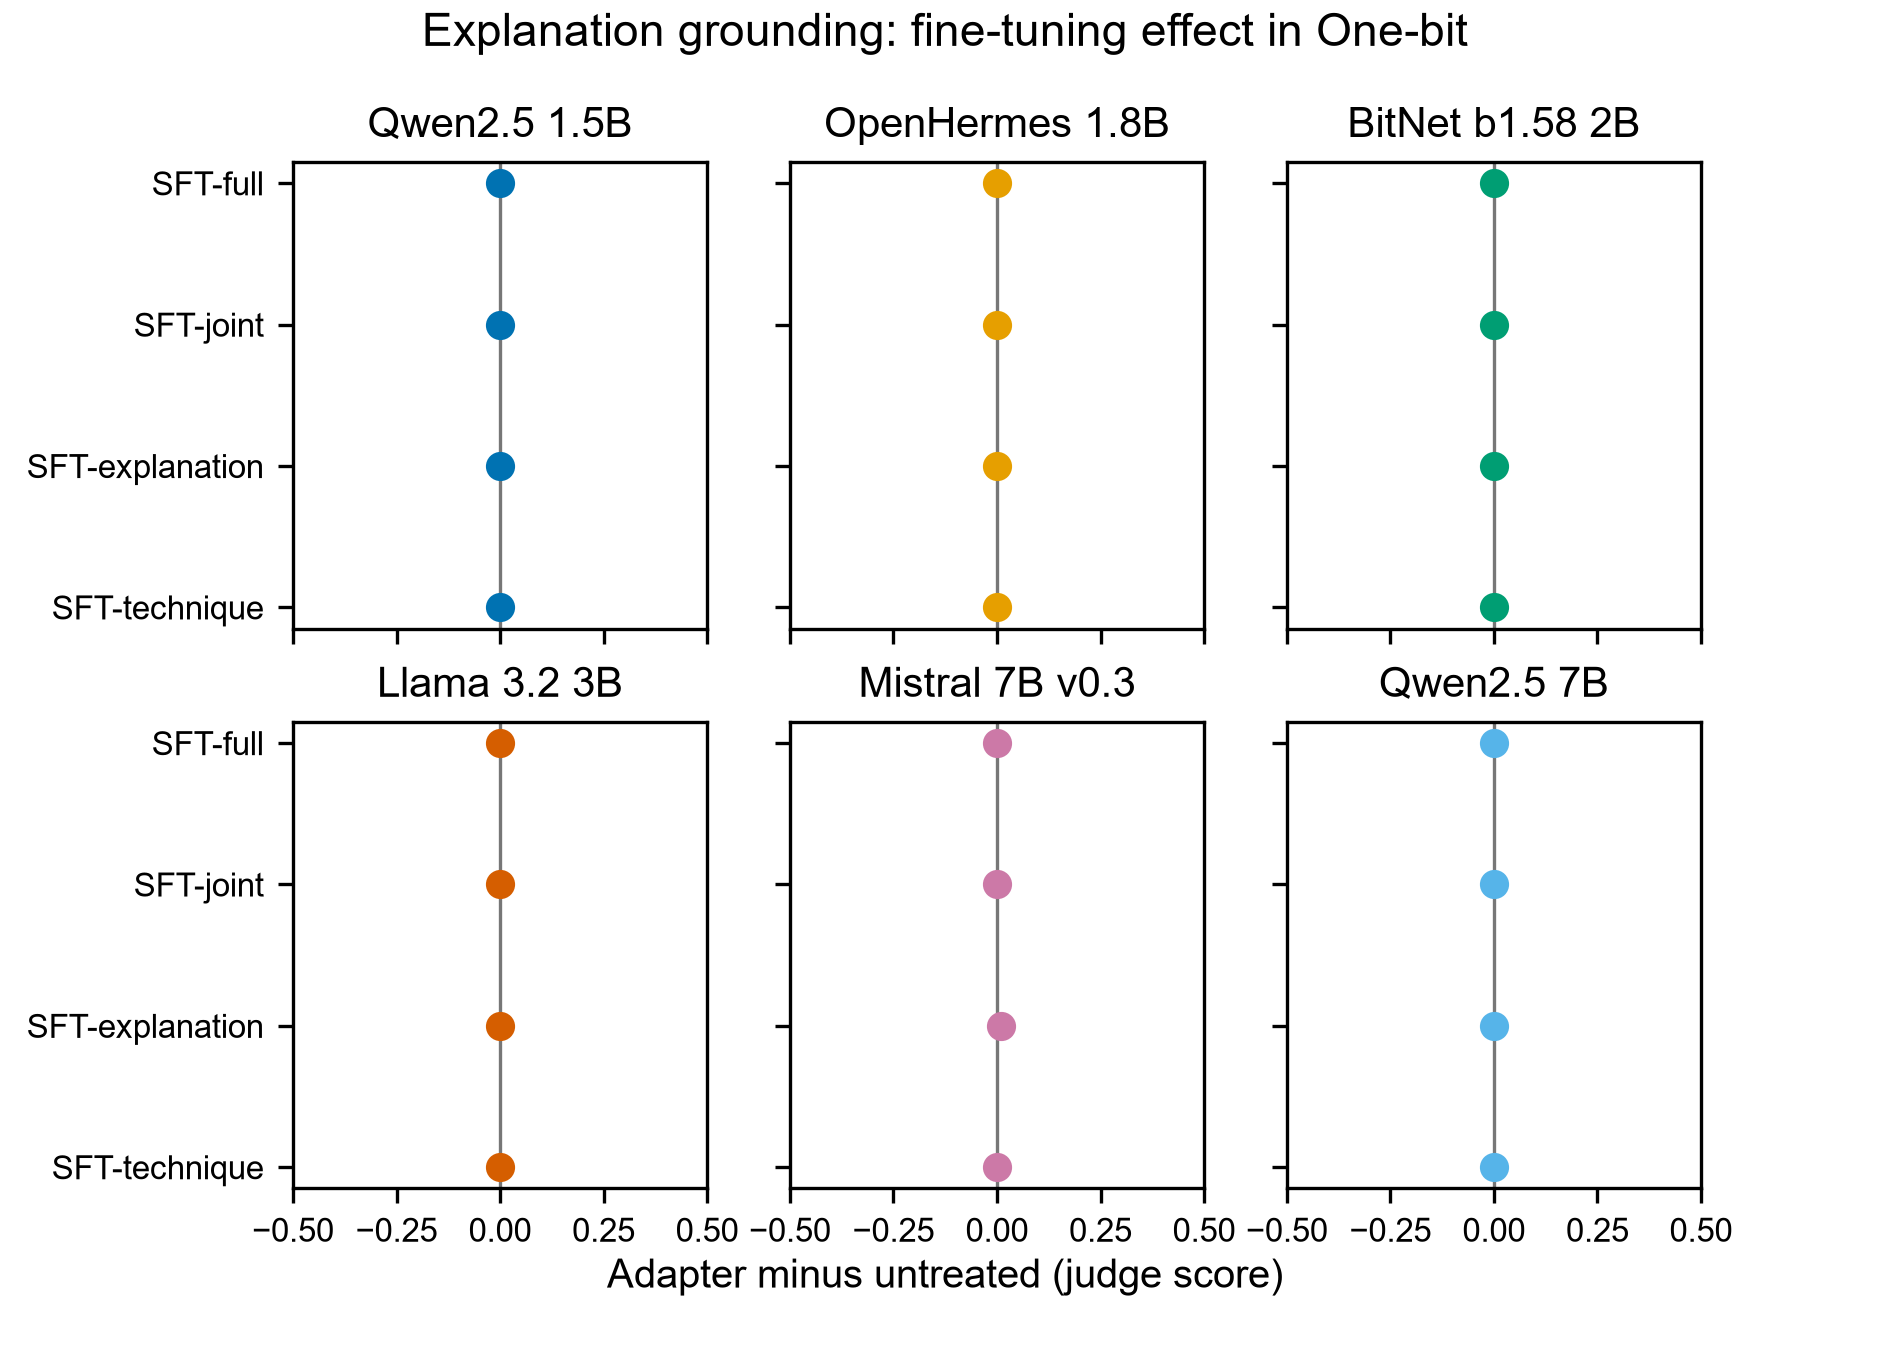 Explanation grounding: fine-tuning effect in One-bit
Qwen2.5 1.5B
OpenHermes 1.8B
BitNet b1.58 2B
SFT-full
SFT-joint
SFT-explanation
SFT-technique
Llama 3.2 3B
Mistral 7B v0.3
Qwen2.5 7B
SFT-full
SFT-joint
SFT-explanation
SFT-technique
−0.50 −0.25 0.00 0.25 0.50 −0.50 −0.25 0.00 0.25 0.50 −0.50 −0.25 0.00 0.25 0.50
Adapter minus untreated (judge score)